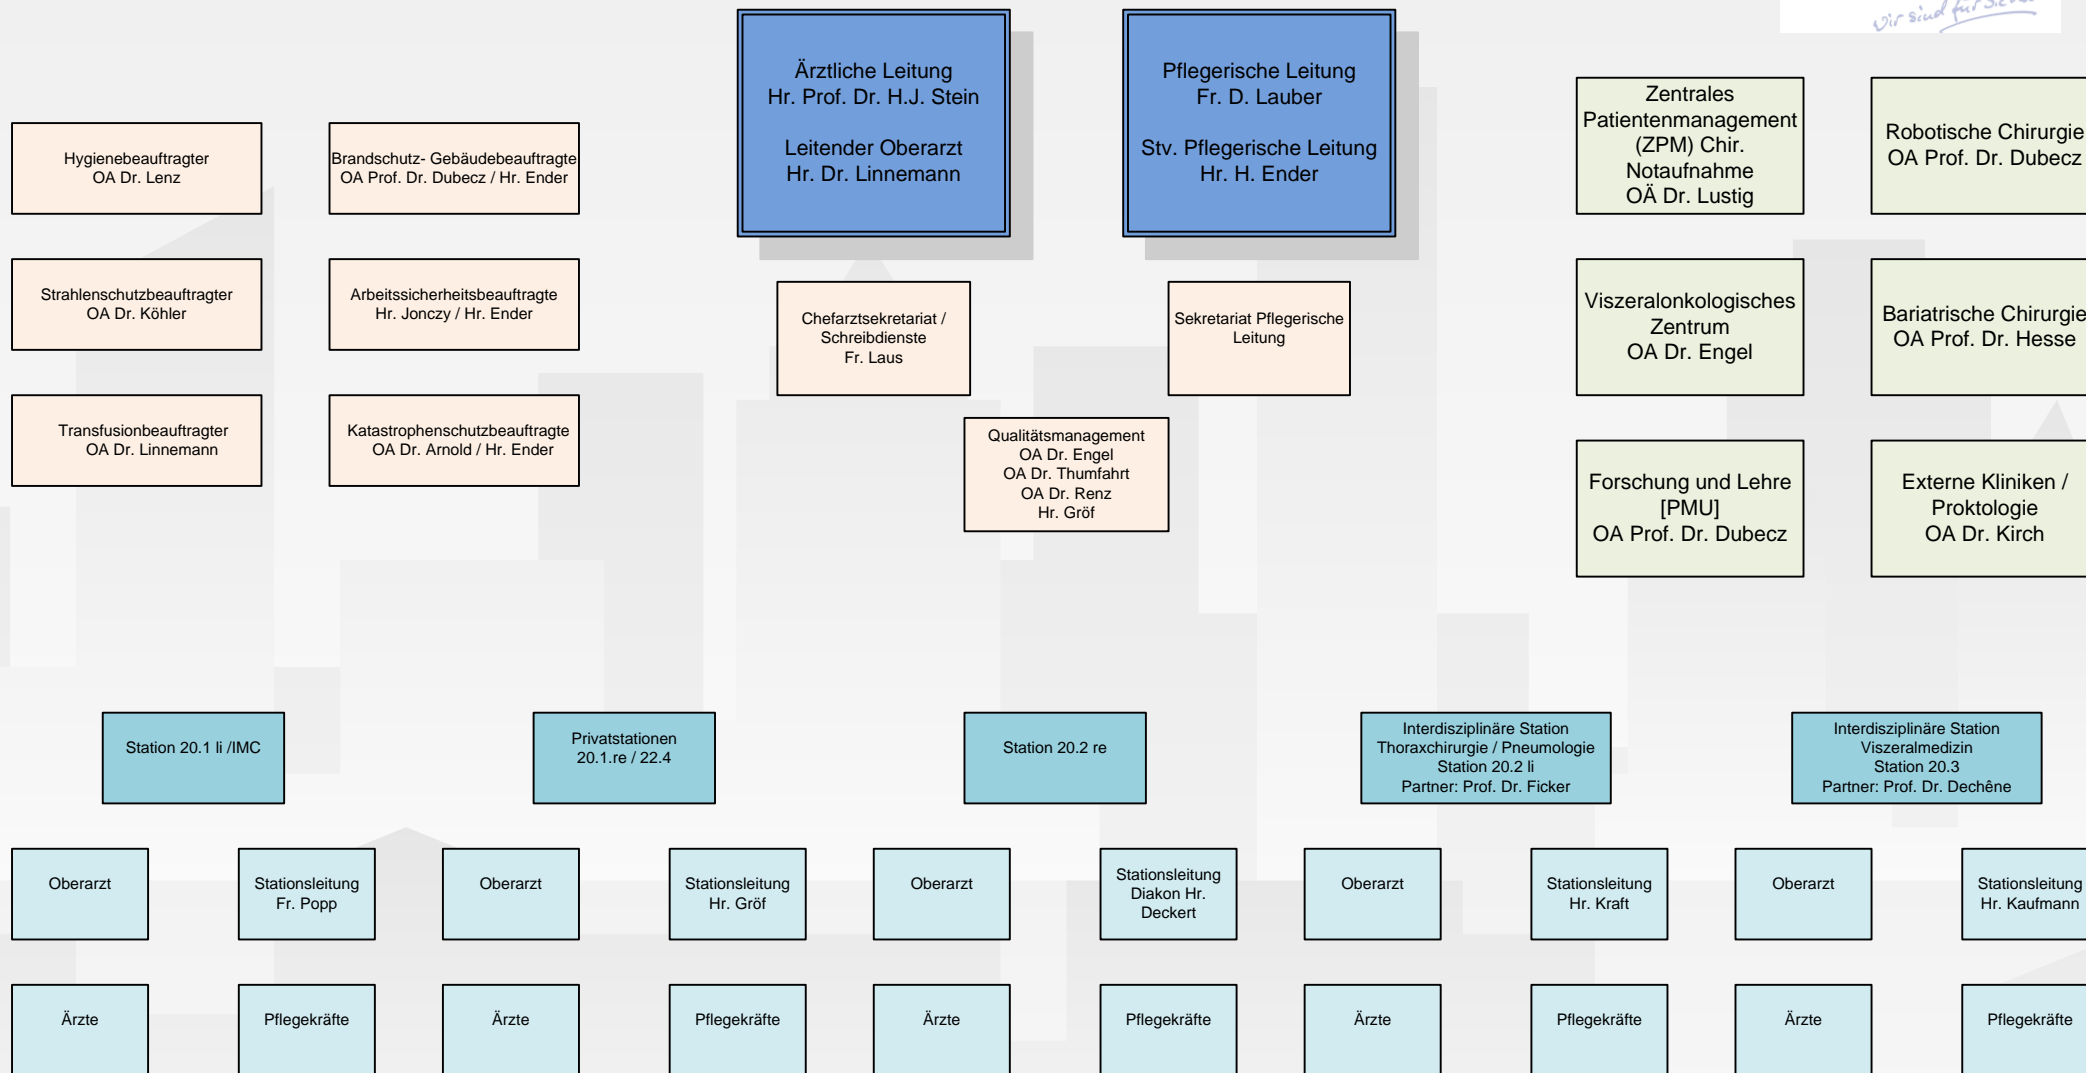 wir sind für Sie da
Ärztliche Leitung
Hr. Prof. Dr. H.J. Stein
Leitender Oberarzt
Hr. Dr. Linnemann
Pflegerische Leitung
Fr. D. Lauber
Stv. Pflegerische Leitung
Hr. H. Ender
Zentrales
Patientenmanagement
(ZPM) Chir.
Notaufnahme
OÄ Dr. Lustig
Robotische Chirurgie
OA Prof. Dr. Dubecz
Hygienebeauftragter
OA Dr. Lenz
Brandschutz- Gebäudebeauftragte
OA Prof. Dr. Dubecz / Hr. Ender
Strahlenschutzbeauftragter
OA Dr. Köhler
Arbeitssicherheitsbeauftragte
Hr. Jonczy / Hr. Ender
Chefarztsekretariat /
Schreibdienste
Fr. Laus
Sekretariat Pflegerische
Leitung
Viszeralonkologisches
Zentrum
OA Dr. Engel
Bariatrische Chirurgie
OA Prof. Dr. Hesse
Transfusionbeauftragter
OA Dr. Linnemann
Katastrophenschutzbeauftragte
OA Dr. Arnold / Hr. Ender
Qualitätsmanagement
OA Dr. Engel
OA Dr. Thumfahrt
OA Dr. Renz
Hr. Gröf
Forschung und Lehre
[PMU]
OA Prof. Dr. Dubecz
Externe Kliniken /
Proktologie
OA Dr. Kirch
Station 20.1 li /IMC
Privatstationen
20.1.re / 22.4
Station 20.2 re
Interdisziplinäre Station
Thoraxchirurgie / Pneumologie
Station 20.2 li
Partner: Prof. Dr. Ficker
Interdisziplinäre Station
Viszeralmedizin
Station 20.3
Partner: Prof. Dr. Dechêne
Oberarzt
Stationsleitung
Fr. Popp
Oberarzt
Stationsleitung
Hr. Gröf
Oberarzt
Stationsleitung
Diakon Hr.
Deckert
Oberarzt
Stationsleitung
Hr. Kraft
Oberarzt
Stationsleitung
Hr. Kaufmann
Ärzte
Pflegekräfte
Ärzte
Pflegekräfte
Ärzte
Pflegekräfte
Ärzte
Pflegekräfte
Ärzte
Pflegekräfte